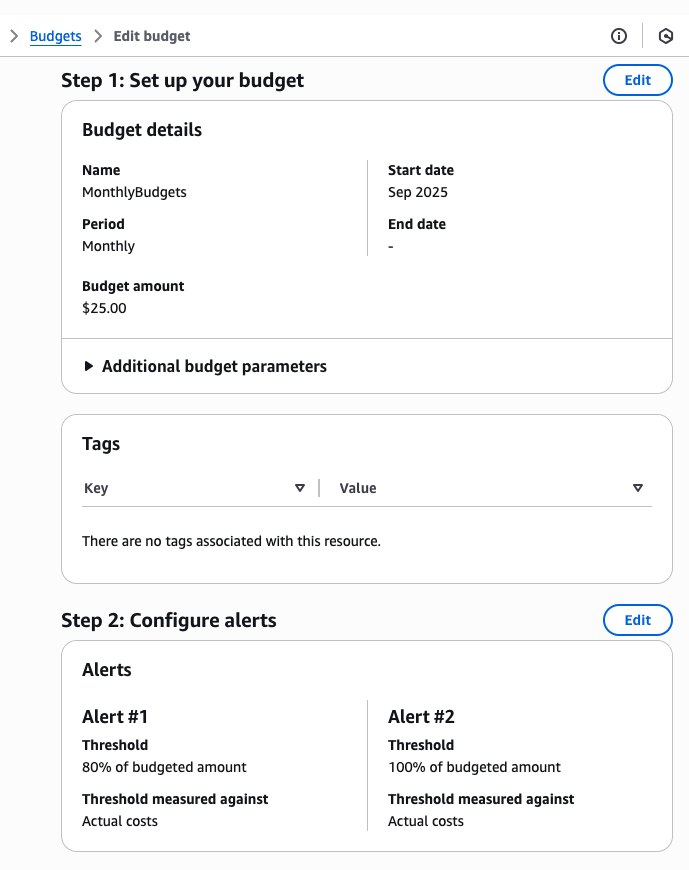 Budgets
Edit budget
Step 1: Set up your budget
Edit
Budget details
Name
MonthlyBudgets
Start date
Sep 2025
Period
Monthly
End date
-
Budget amount
$25.00
Additional budget parameters
Tags
Key
Value
There are no tags associated with this resource.
Step 2: Configure alerts
Edit
Alerts
Alert #1
Threshold
80% of budgeted amount
Threshold measured against
Actual costs
Alert #2
Threshold
100% of budgeted amount
Threshold measured against
Actual costs